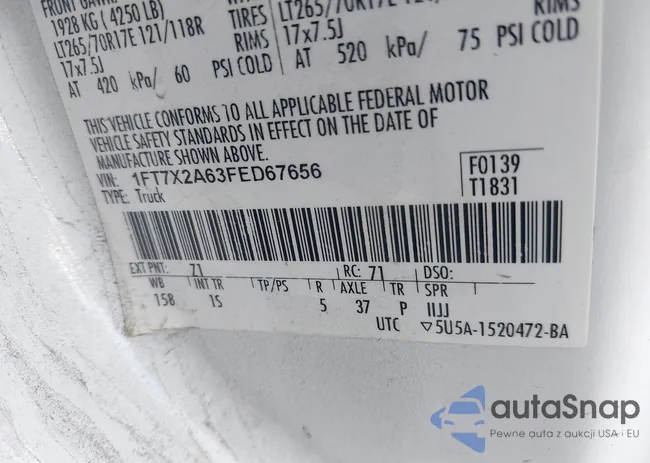 1928 KG ( 4250 LB) TIRES LT265/70R17E 121/
LT265/70R17E 121/118R RIMS 17x7.5J RIMS
17x7.5J
AT 420 kPa/ 60 PSI COLD AT 520 kPa/ 75 PSI COLD
THIS VEHICLE CONFORMS TO ALL APPLICABLE FEDERAL MOTOR
VEHICLE SAFETY STANDARDS IN EFFECT ON THE DATE OF
MANUFACTURE SHOWN ABOVE.
VIN: 1FT7X2A63FED67656 F0139
TYPE: Truck T1831
EXT PNT: Z1 RC: 71 DSO:
WB INT TR TP/PS R AXLE TR SPR
158 1S 5 37 P IIJJ
UTC ▽5U5A-1520472-BA
autaSnap
Pewne auta z aukcji USA i EU